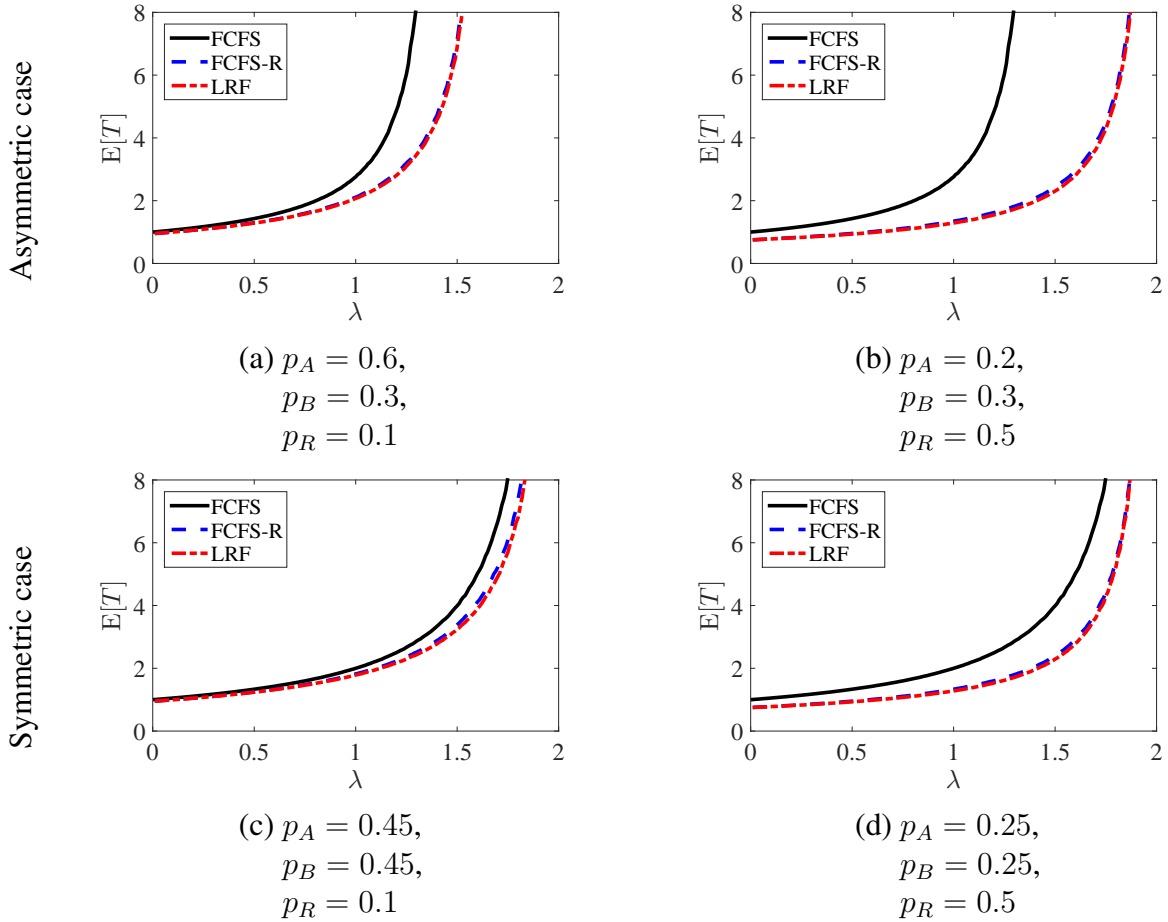 Asymmetric case
8
6
4
2
0
E[T]
FCFS
FCFS-R
LRF
0 0.5 1 1.5 2
λ
(a) p_A = 0.6,
p_B = 0.3,
p_R = 0.1
8
6
4
2
0
E[T]
FCFS
FCFS-R
LRF
0 0.5 1 1.5 2
λ
(b) p_A = 0.2,
p_B = 0.3,
p_R = 0.5
Symmetric case
8
6
4
2
0
E[T]
FCFS
FCFS-R
LRF
0 0.5 1 1.5 2
λ
(c) p_A = 0.45,
p_B = 0.45,
p_R = 0.1
8
6
4
2
0
E[T]
FCFS
FCFS-R
LRF
0 0.5 1 1.5 2
λ
(d) p_A = 0.25,
p_B = 0.25,
p_R = 0.5